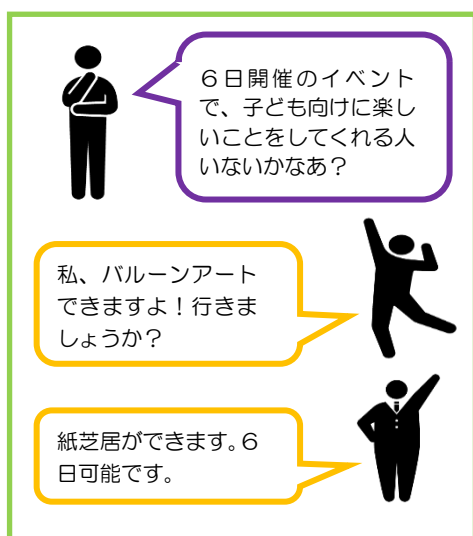 ６日開催のイベント
で、子ども向けに楽し
いことをしてくれる人
いないかなあ？
私、バルーンアート
できますよ！行きま
しょうか？
紙芝居ができます。６
日可能です。